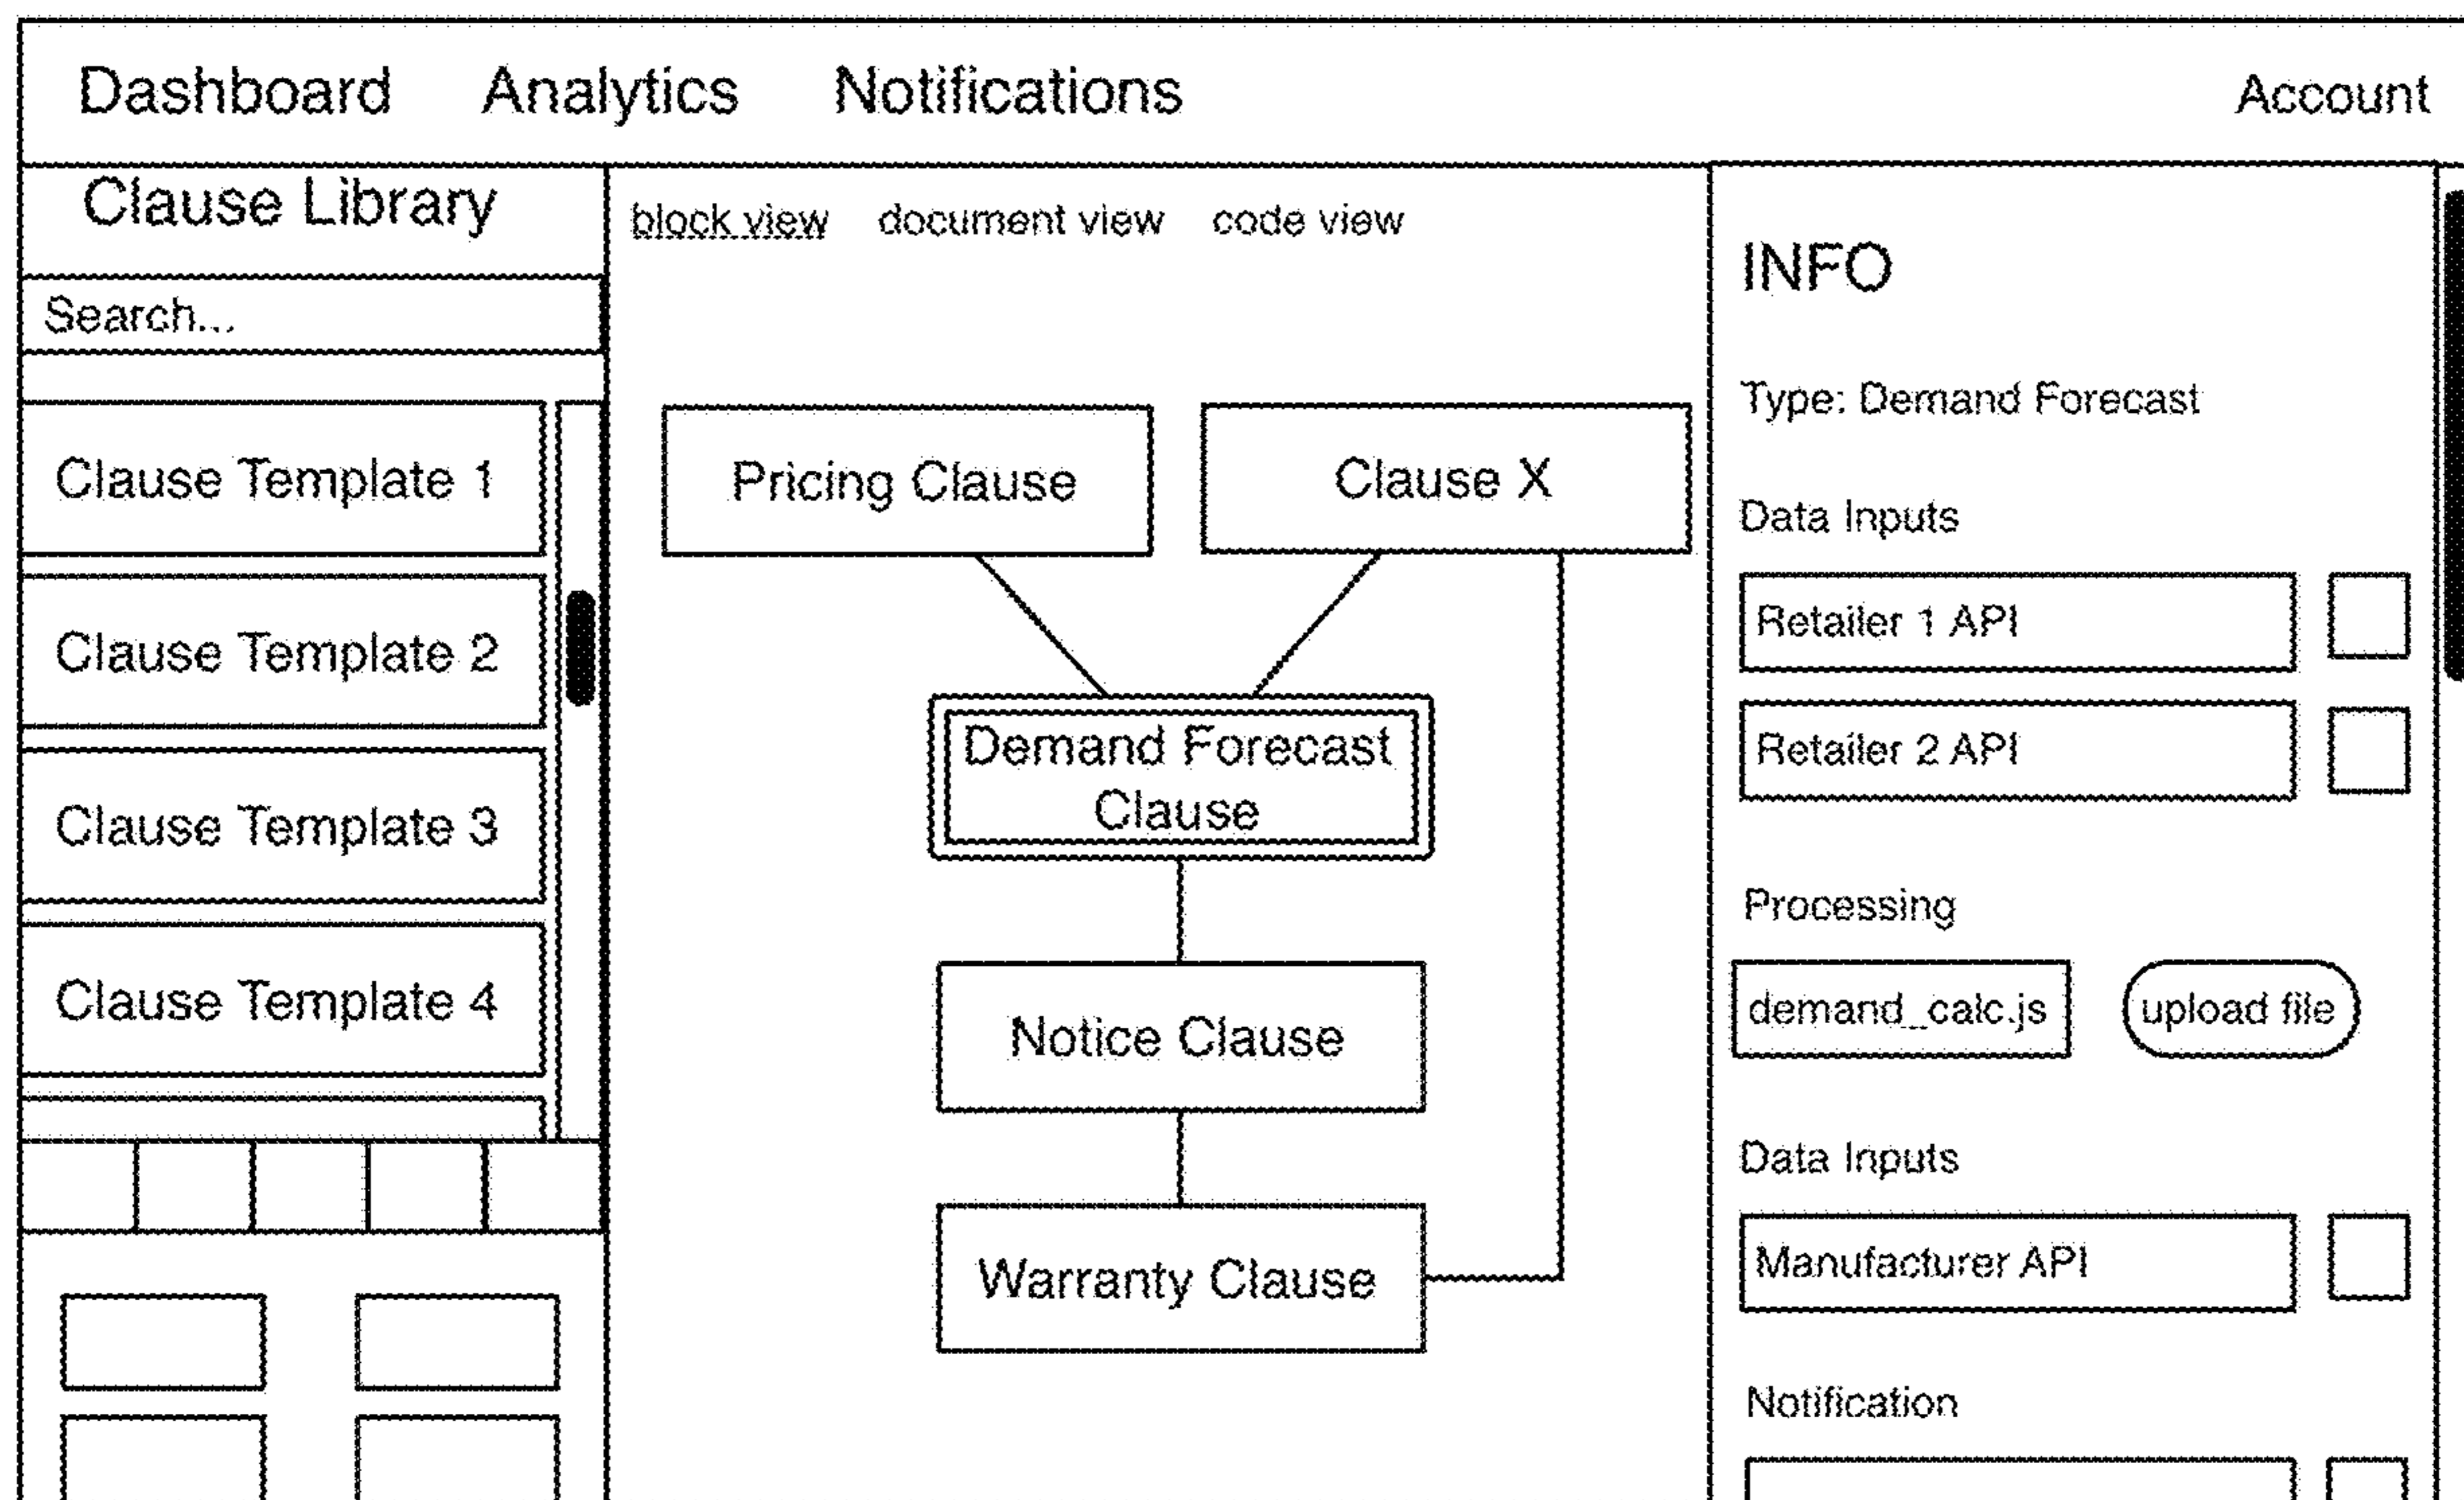 Dashboard Analytics Notifications Account
Clause Library
Search...
Clause Template 1
Clause Template 2
Clause Template 3
Clause Template 4
block view document view code view
Pricing Clause
Clause X
Demand Forecast
Clause
Notice Clause
Warranty Clause
INFO
Type: Demand Forecast
Data Inputs
Retailer 1 API
Retailer 2 API
Processing
demand_calc.js
upload file
Data Inputs
Manufacturer API
Notification